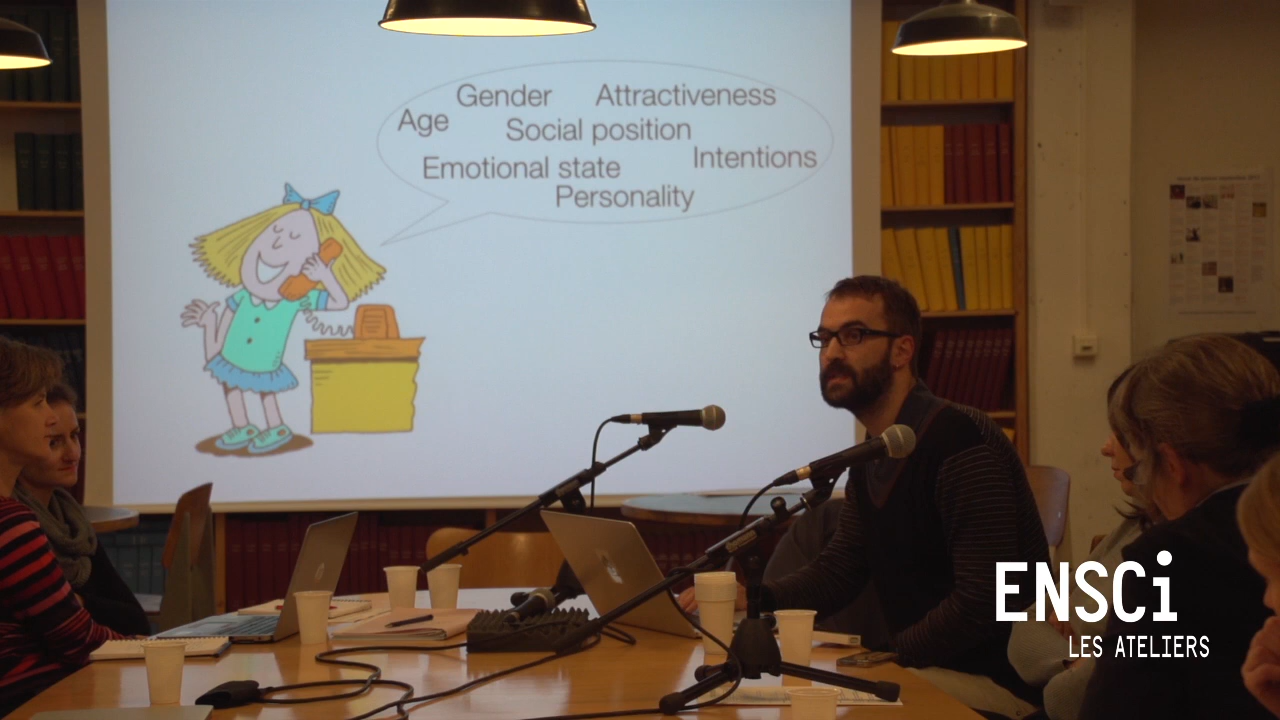 Gender Attractiveness
Age
Social position
Emotional state Intentions
Personality
ENSCi
LES ATELIERS